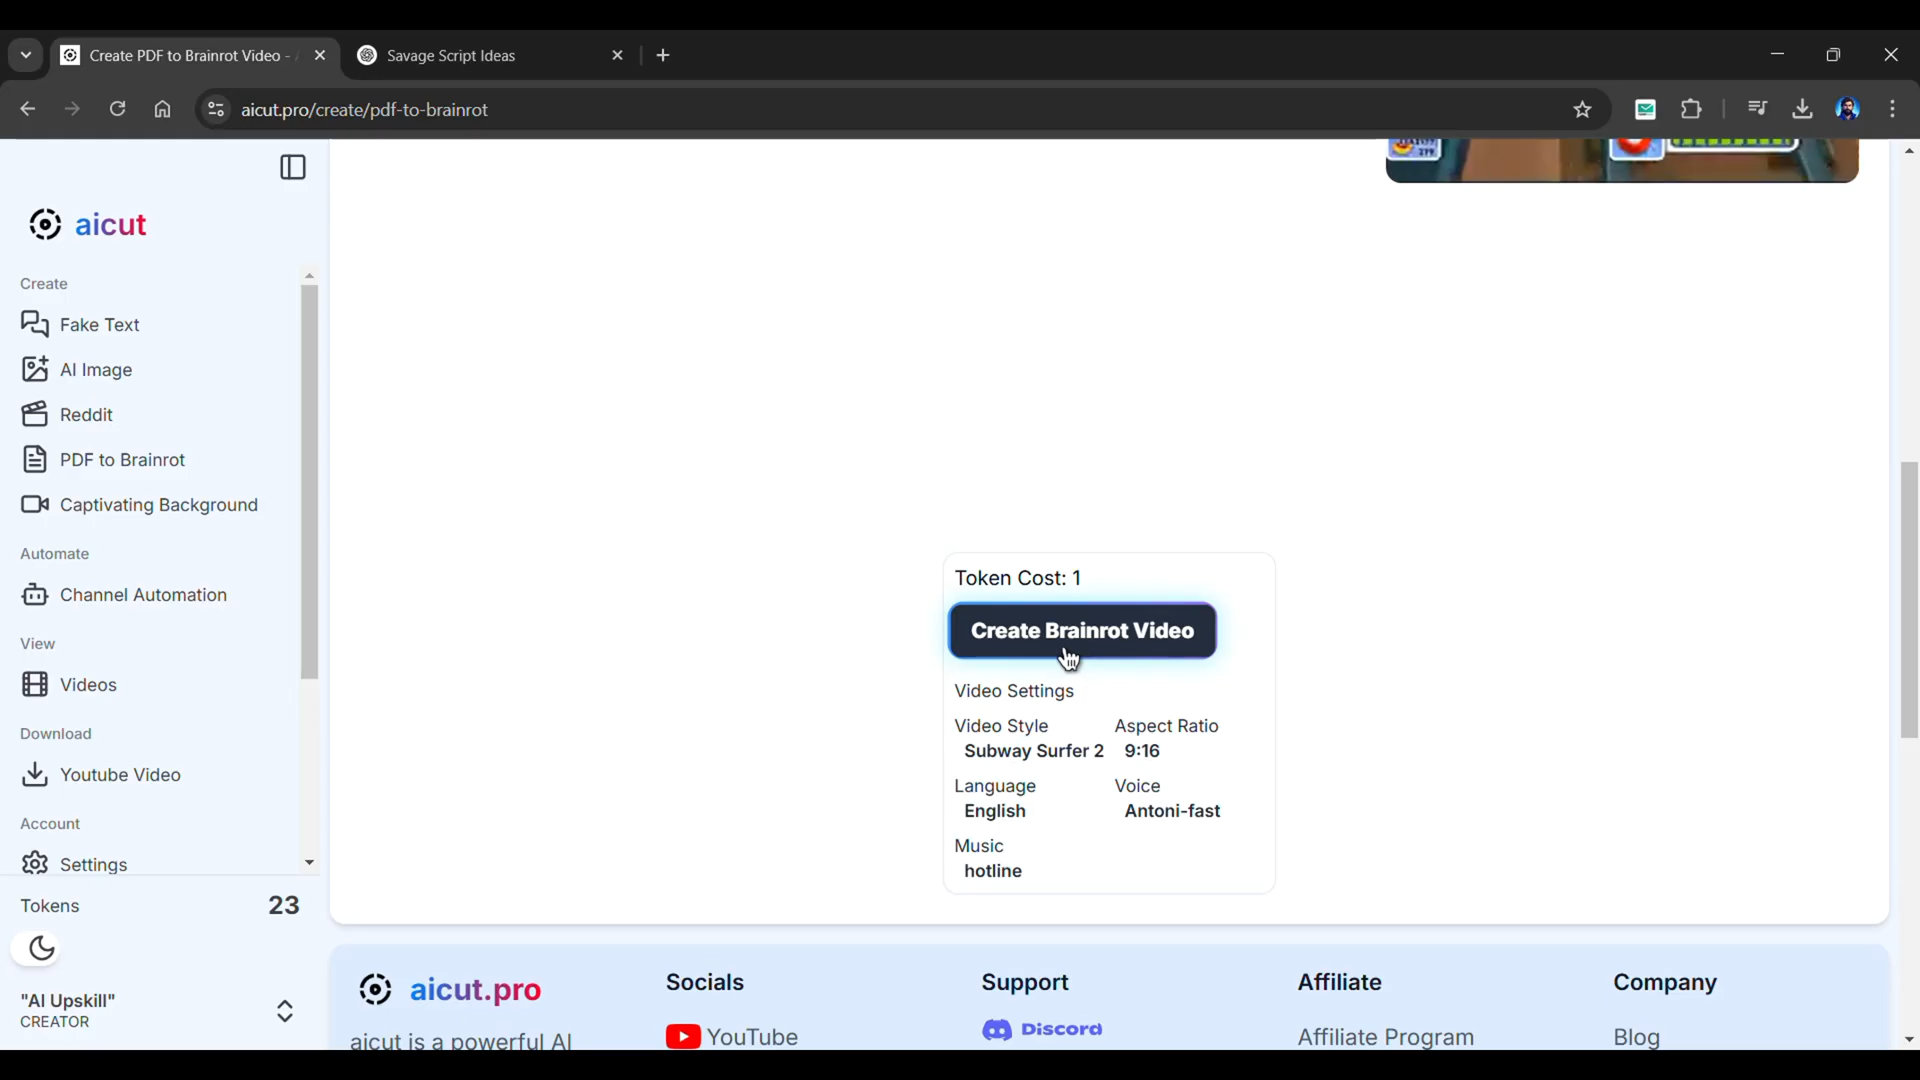 Create PDF to Brainrot Video -
Savage Script Ideas
aicut.pro/create/pdf-to-brainrot
aicut
Create
Fake Text
AI Image
Reddit
PDF to Brainrot
Captivating Background
Automate
Channel Automation
View
Videos
Download
Youtube Video
Account
Settings
Tokens 23
"AI Upskill"
CREATOR
Token Cost: 1
Create Brainrot Video
Video Settings
Video Style Aspect Ratio
Subway Surfer 2 9:16
Language Voice
English Antoni-fast
Music
hotline
aicut.pro Socials Support Affiliate Company
aicut is a powerful AI YouTube Discord Affiliate Program Blog